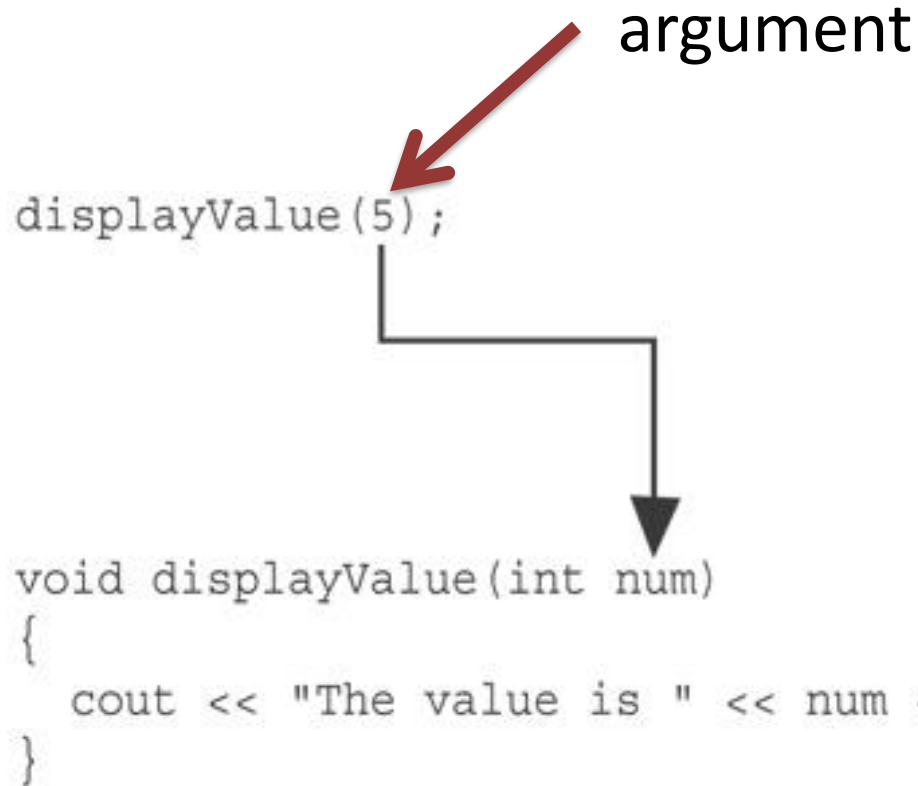 argument
displayValue(5);
void displayValue(int num)
{
  cout << "The value is " << num
}